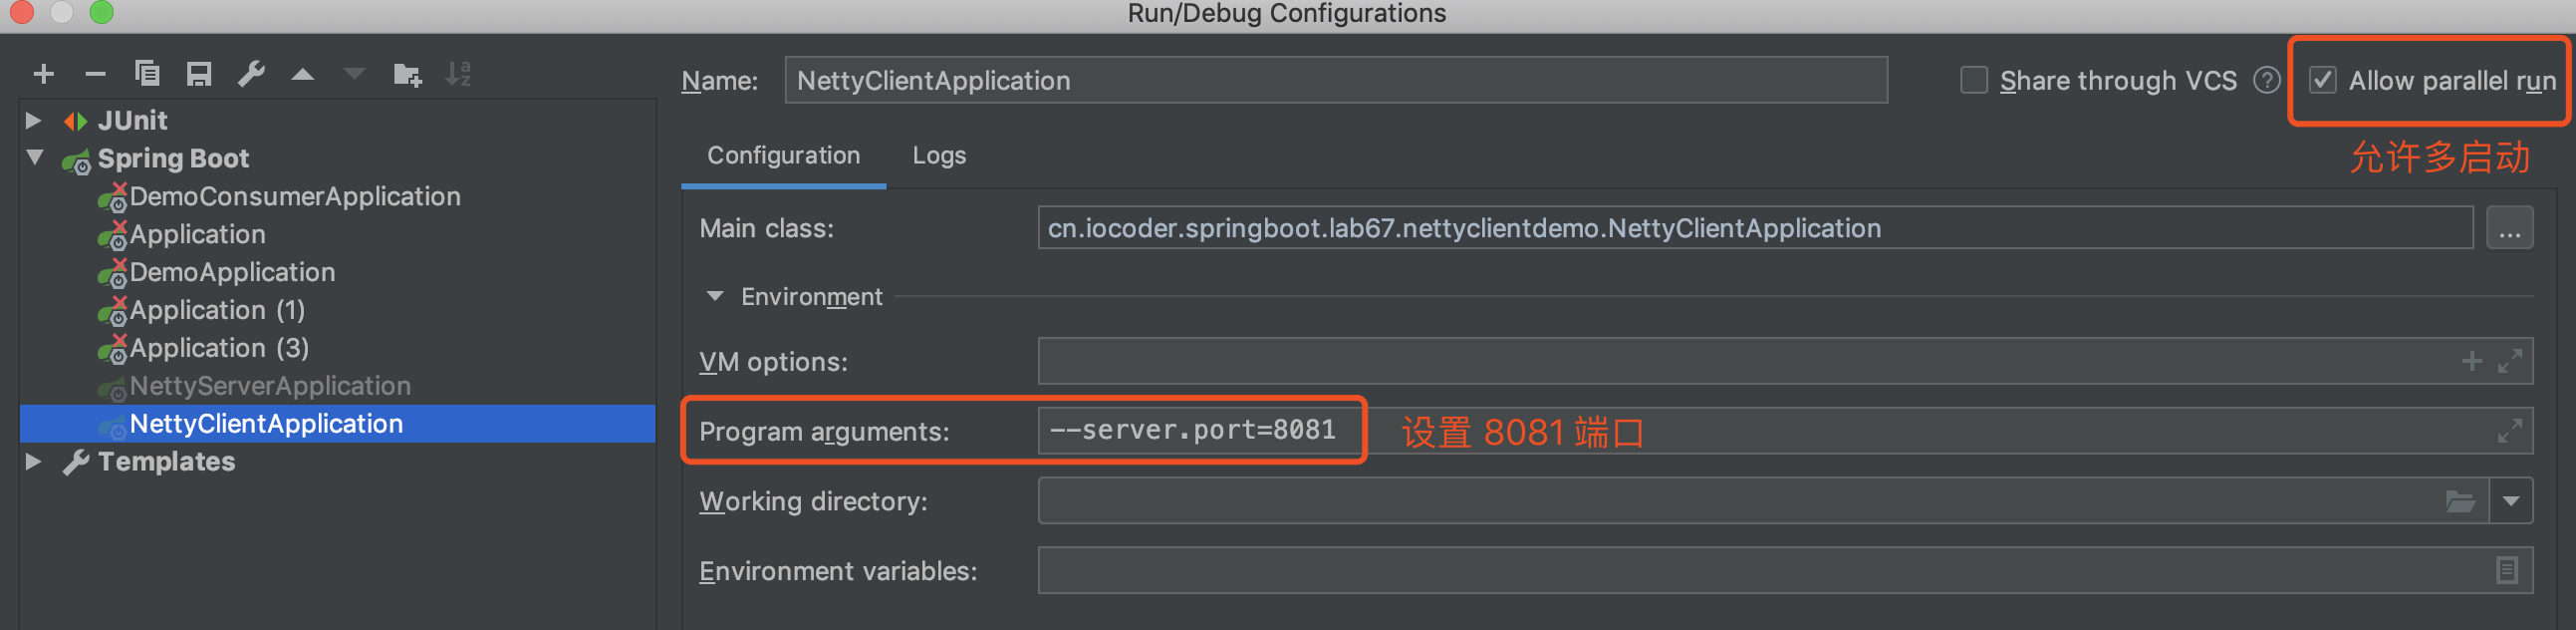 Run/Debug Configurations
Name: NettyClientApplication
Share through VCS
Allow parallel run
允许多启动
JUnit
Spring Boot
DemoConsumerApplication
Application
DemoApplication
Application (1)
Application (3)
NettyServerApplication
NettyClientApplication
Templates
Configuration Logs
Main class: cn.iocoder.springboot.lab67.nettyclientdemo.NettyClientApplication ...
Environment
VM options:
Program arguments: --server.port=8081 设置 8081 端口
Working directory:
Environment variables: